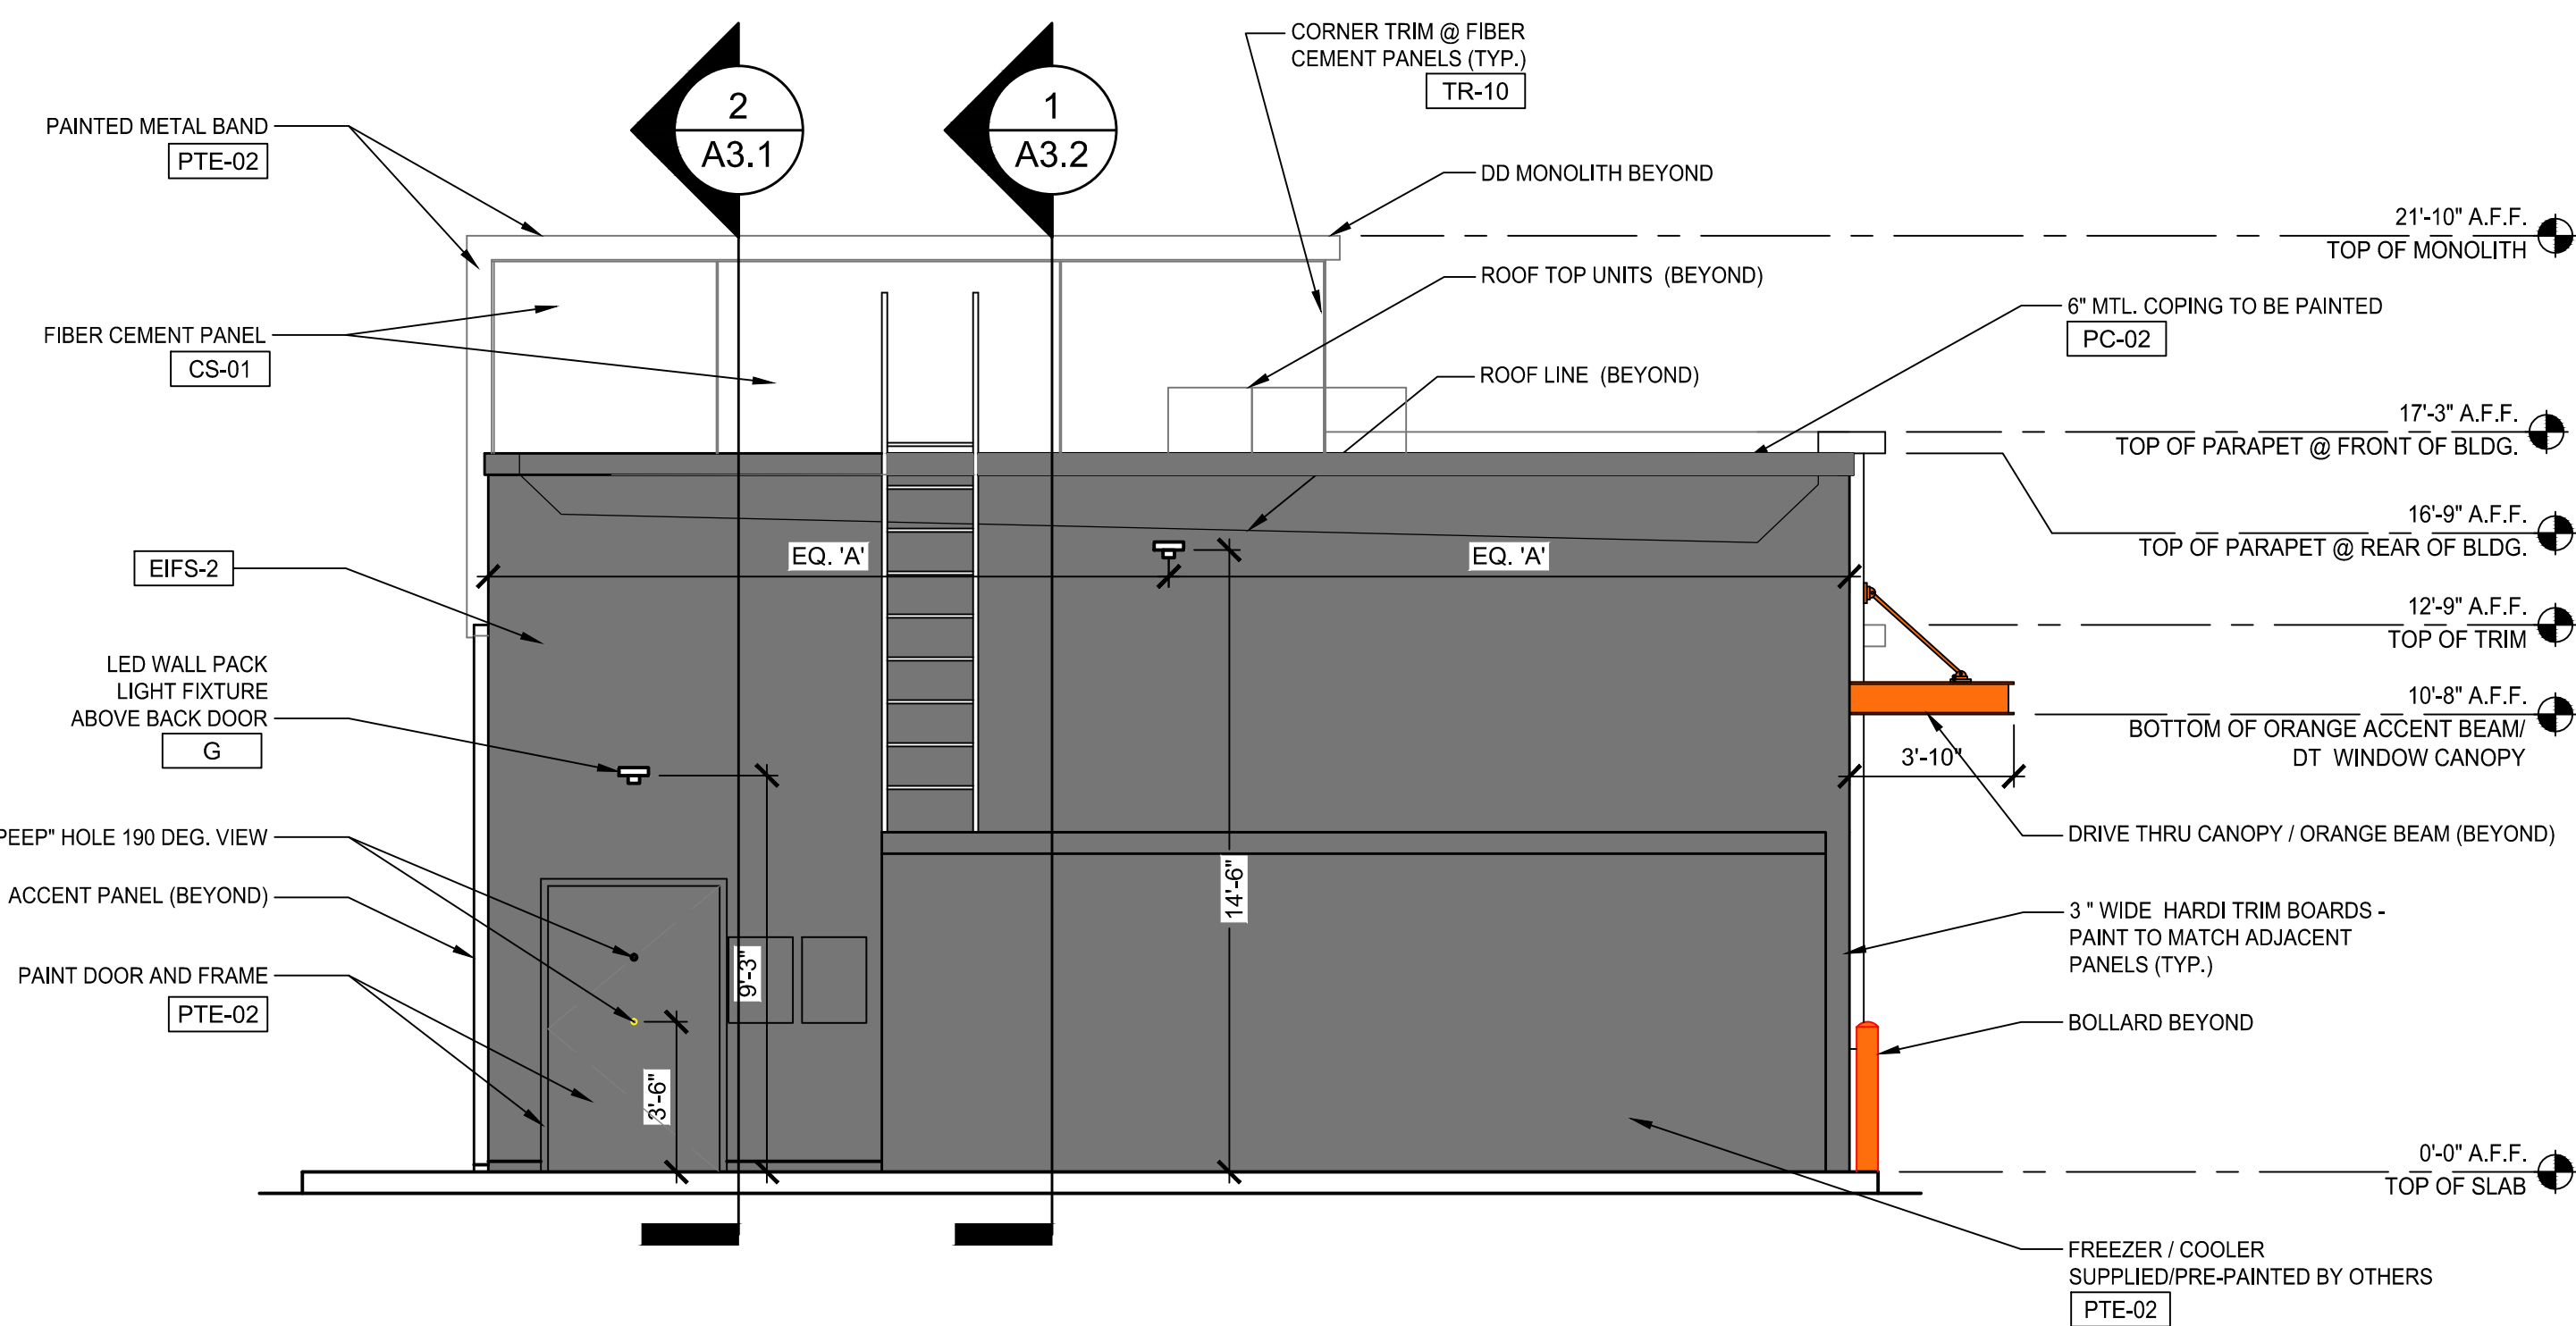 CORNER TRIM @ FIBER
CEMENT PANELS (TYP.)
TR-10
2
A3.1
1
A3.2
PAINTED METAL BAND
PTE-02
DD MONOLITH BEYOND
21'-10" A.F.F.
TOP OF MONOLITH
ROOF TOP UNITS (BEYOND)
6" MTL. COPING TO BE PAINTED
PC-02
FIBER CEMENT PANEL
CS-01
ROOF LINE (BEYOND)
17'-3" A.F.F.
TOP OF PARAPET @ FRONT OF BLDG.
16'-9" A.F.F.
TOP OF PARAPET @ REAR OF BLDG.
EQ. 'A'
EQ. 'A'
EIFS-2
12'-9" A.F.F.
TOP OF TRIM
LED WALL PACK
LIGHT FIXTURE
ABOVE BACK DOOR
G
10'-8" A.F.F.
BOTTOM OF ORANGE ACCENT BEAM/
DT WINDOW CANOPY
3'-10"
PEEP" HOLE 190 DEG. VIEW
DRIVE THRU CANOPY / ORANGE BEAM (BEYOND)
14'-6"
ACCENT PANEL (BEYOND)
3 " WIDE HARDI TRIM BOARDS -
PAINT TO MATCH ADJACENT
PANELS (TYP.)
9'-3"
PAINT DOOR AND FRAME
PTE-02
BOLLARD BEYOND
3'-6"
0'-0" A.F.F.
TOP OF SLAB
FREEZER / COOLER
SUPPLIED/PRE-PAINTED BY OTHERS
PTE-02